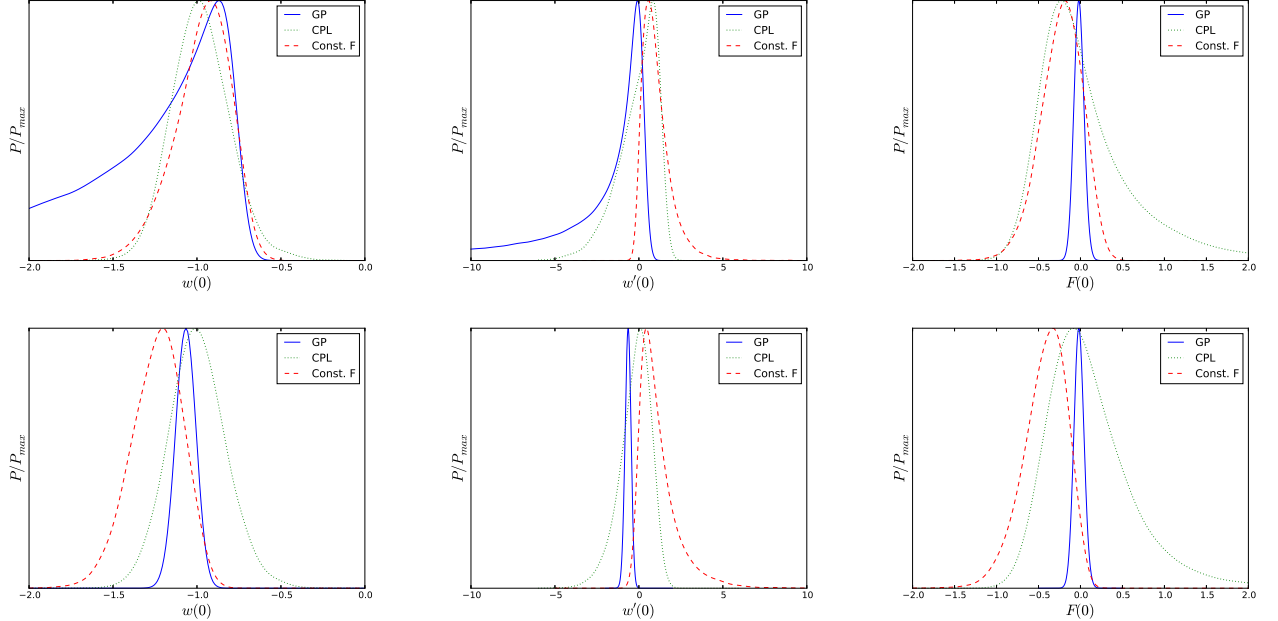 P/P_max
GP
CPL
Const. F
−2.0 −1.5 −1.0 −0.5 0.0
w(0)
P/P_max
GP
CPL
Const. F
−10 −5 0 5 10
w′(0)
P/P_max
GP
CPL
Const. F
−2.0 −1.5 −1.0 −0.5 0.0 0.5 1.0 1.5 2.0
F(0)
P/P_max
GP
CPL
Const. F
−2.0 −1.5 −1.0 −0.5 0.0
w(0)
P/P_max
GP
CPL
Const. F
−10 −5 0 5 10
w′(0)
P/P_max
GP
CPL
Const. F
−2.0 −1.5 −1.0 −0.5 0.0 0.5 1.0 1.5 2.0
F(0)